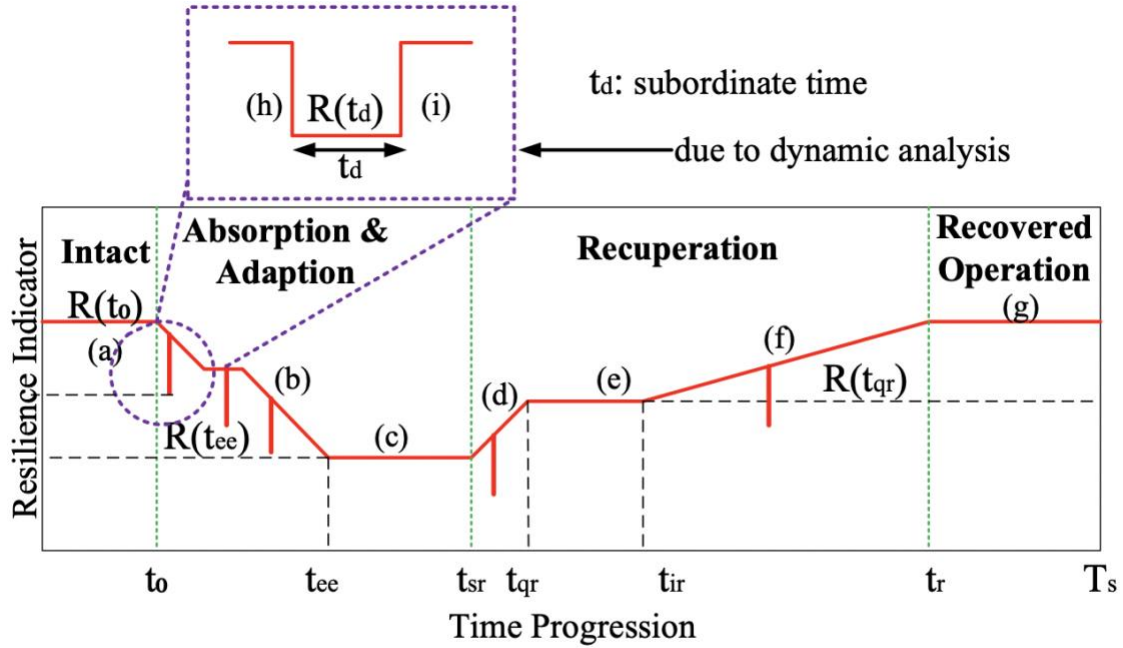 (h) R(td) (i)
td
td: subordinate time
due to dynamic analysis
Intact
Absorption &
Adaption
Recuperation
Recovered
Operation
R(t0)
(a)
(b)
R(tee)
(c)
(d)
(e)
(f)
R(tqr)
(g)
Resilience Indicator
t0 tee tsr tqr tir tr Ts
Time Progression